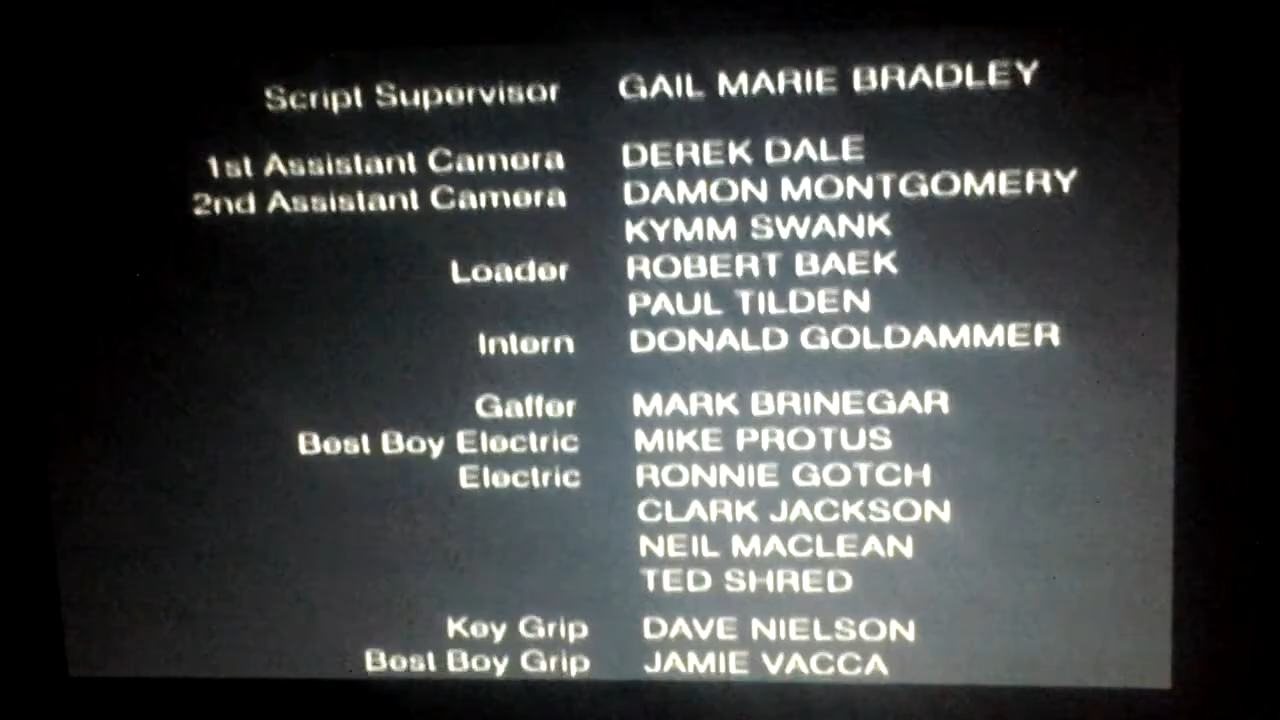 Script Supervisor GAIL MARIE BRADLEY
1st Assistant Camera DEREK DALE
2nd Assistant Camera DAMON MONTGOMERY
KYMM SWANK
Loader ROBERT BAEK
PAUL TILDEN
Intern DONALD GOLDAMMER
Gaffer MARK BRINEGAR
Best Boy Electric MIKE PROTUS
Electric RONNIE GOTCH
CLARK JACKSON
NEIL MACLEAN
TED SHRED
Key Grip DAVE NIELSON
Best Boy Grip JAMIE VACCA